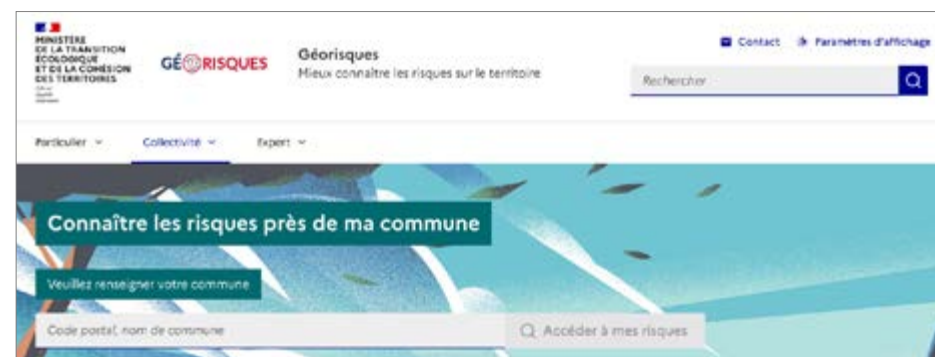 MINISTÈRE
DE LA TRANSITION
ÉCOLOGIQUE
ET DE LA COHÉSION
DES TERRITOIRES
GÉORISQUES
Géorisques
Mieux connaître les risques sur le territoire
Contact
Paramètres d'affichage
Rechercher
Particulier
Collectivité
Expert
Connaître les risques près de ma commune
Veuillez renseigner votre commune
Code postal, nom de commune
Accéder à mes risques